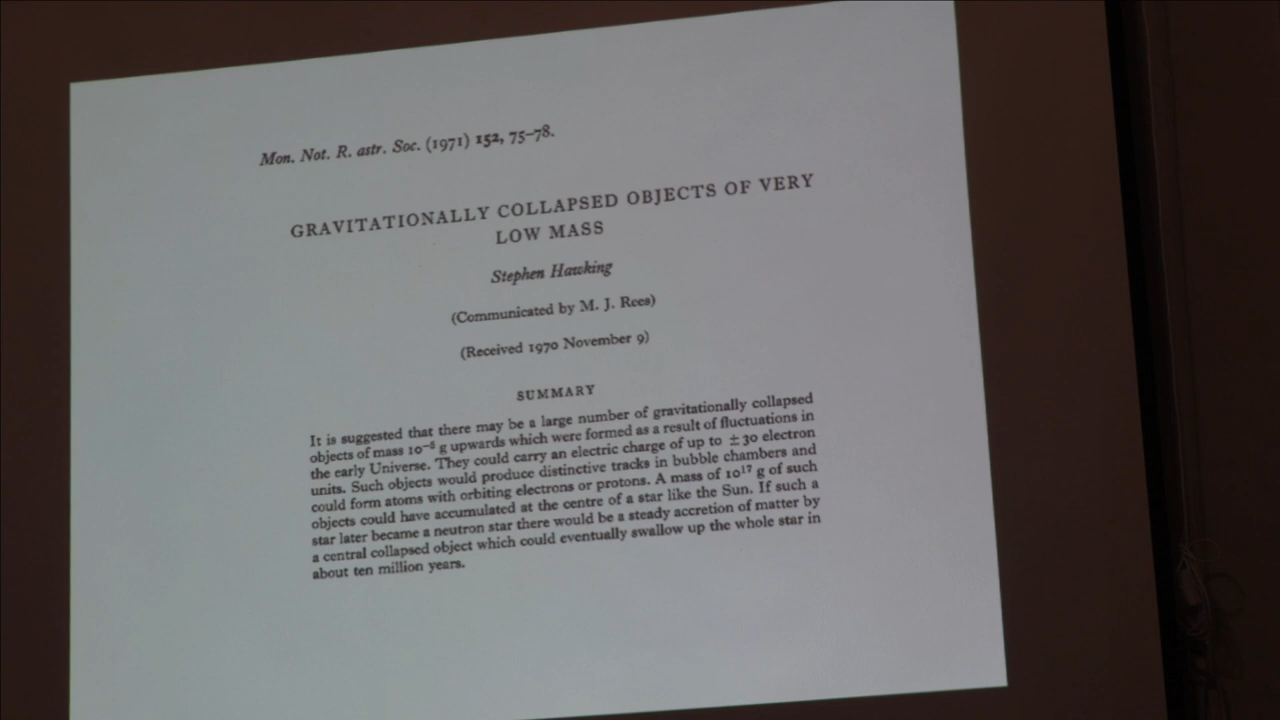 Mon. Not. R. astr. Soc. (1971) 152, 75–78.
GRAVITATIONALLY COLLAPSED OBJECTS OF VERY
LOW MASS
Stephen Hawking
(Communicated by M. J. Rees)
(Received 1970 November 9)
SUMMARY
It is suggested that there may be a large number of gravitationally collapsed
objects of mass 10⁻⁵ g upwards which were formed as a result of fluctuations in
the early Universe. They could carry an electric charge of up to ± 30 electron
units. Such objects would produce distinctive tracks in bubble chambers and
could form atoms with orbiting electrons or protons. A mass of 10¹⁷ g of such
objects could have accumulated at the centre of a star like the Sun. If such a
star later became a neutron star there would be a steady accretion of matter by
a central collapsed object which could eventually swallow up the whole star in
about ten million years.